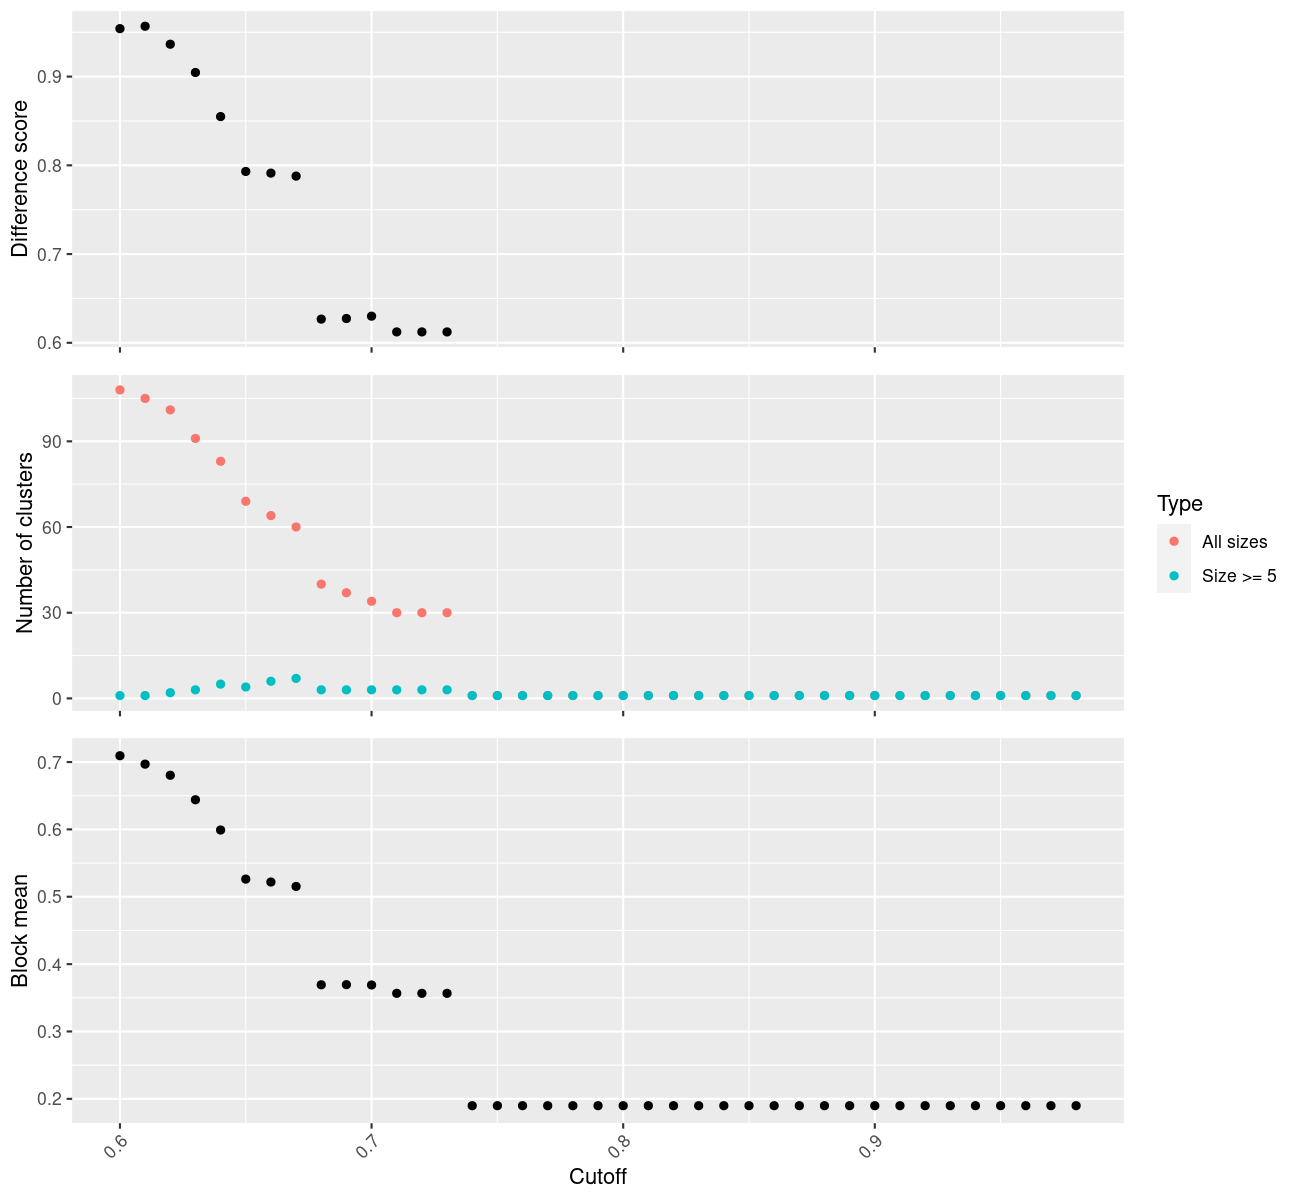 Difference score
0.9
0.8
0.7
0.6
Number of clusters
90
60
30
0
Type
All sizes
Size >= 5
Block mean
0.7
0.6
0.5
0.4
0.3
0.2
0.6
0.7
0.8
0.9
Cutoff